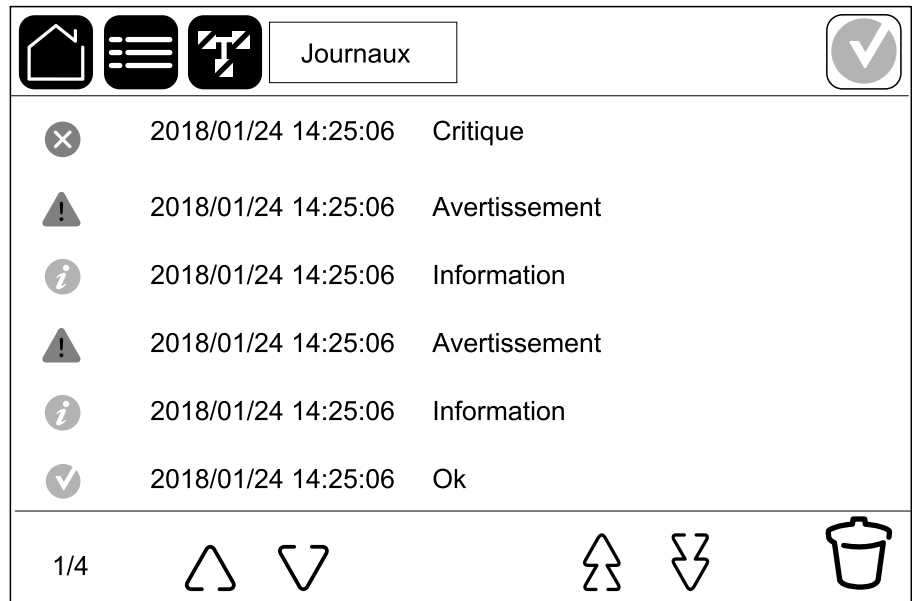 Journaux
2018/01/24 14:25:06 Critique
2018/01/24 14:25:06 Avertissement
2018/01/24 14:25:06 Information
2018/01/24 14:25:06 Avertissement
2018/01/24 14:25:06 Information
2018/01/24 14:25:06 Ok
1/4